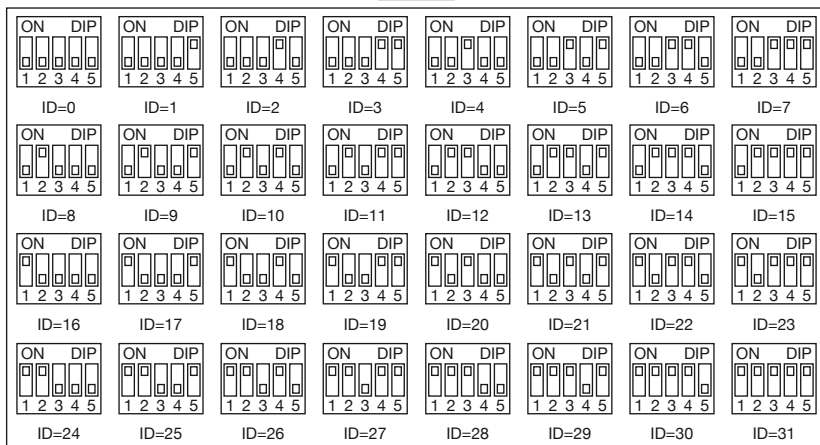 ON DIP ON DIP ON DIP ON DIP ON DIP ON DIP ON DIP ON DIP
1 2 3 4 5 1 2 3 4 5 1 2 3 4 5 1 2 3 4 5 1 2 3 4 5 1 2 3 4 5 1 2 3 4 5 1 2 3 4 5
ID=0 ID=1 ID=2 ID=3 ID=4 ID=5 ID=6 ID=7
ON DIP ON DIP ON DIP ON DIP ON DIP ON DIP ON DIP ON DIP
1 2 3 4 5 1 2 3 4 5 1 2 3 4 5 1 2 3 4 5 1 2 3 4 5 1 2 3 4 5 1 2 3 4 5 1 2 3 4 5
ID=8 ID=9 ID=10 ID=11 ID=12 ID=13 ID=14 ID=15
ON DIP ON DIP ON DIP ON DIP ON DIP ON DIP ON DIP ON DIP
1 2 3 4 5 1 2 3 4 5 1 2 3 4 5 1 2 3 4 5 1 2 3 4 5 1 2 3 4 5 1 2 3 4 5 1 2 3 4 5
ID=16 ID=17 ID=18 ID=19 ID=20 ID=21 ID=22 ID=23
ON DIP ON DIP ON DIP ON DIP ON DIP ON DIP ON DIP ON DIP
1 2 3 4 5 1 2 3 4 5 1 2 3 4 5 1 2 3 4 5 1 2 3 4 5 1 2 3 4 5 1 2 3 4 5 1 2 3 4 5
ID=24 ID=25 ID=26 ID=27 ID=28 ID=29 ID=30 ID=31